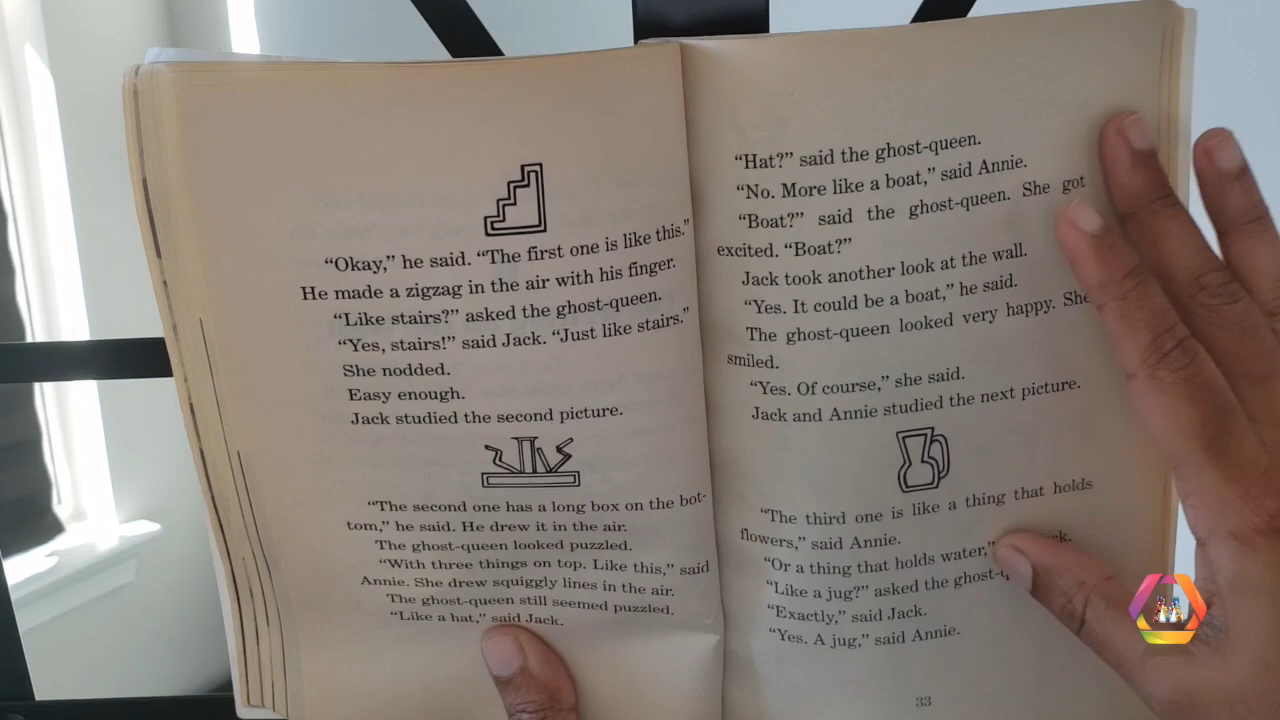 “Okay,” he said. “The first one is like this.”
He made a zigzag in the air with his finger.
“Like stairs?” asked the ghost-queen.
“Yes, stairs!” said Jack. “Just like stairs.”
She nodded.
Easy enough.
Jack studied the second picture.
“The second one has a long box on the bot-
tom,” he said. He drew it in the air.
The ghost-queen looked puzzled.
“With three things on top. Like this,” said
Annie. She drew squiggly lines in the air.
The ghost-queen still seemed puzzled.
“Like a hat,” said Jack.
“Hat?” said the ghost-queen.
“No. More like a boat,” said Annie.
“Boat?” said the ghost-queen. She got
excited. “Boat?”
Jack took another look at the wall.
“Yes. It could be a boat,” he said.
The ghost-queen looked very happy. She
smiled.
“Yes. Of course,” she said.
Jack and Annie studied the next picture.
“The third one is like a thing that holds
flowers,” said Annie.
“Or a thing that holds water,”
“Like a jug?” asked the
“Exactly,” said Jack.
“Yes. A jug,” said Annie.
33